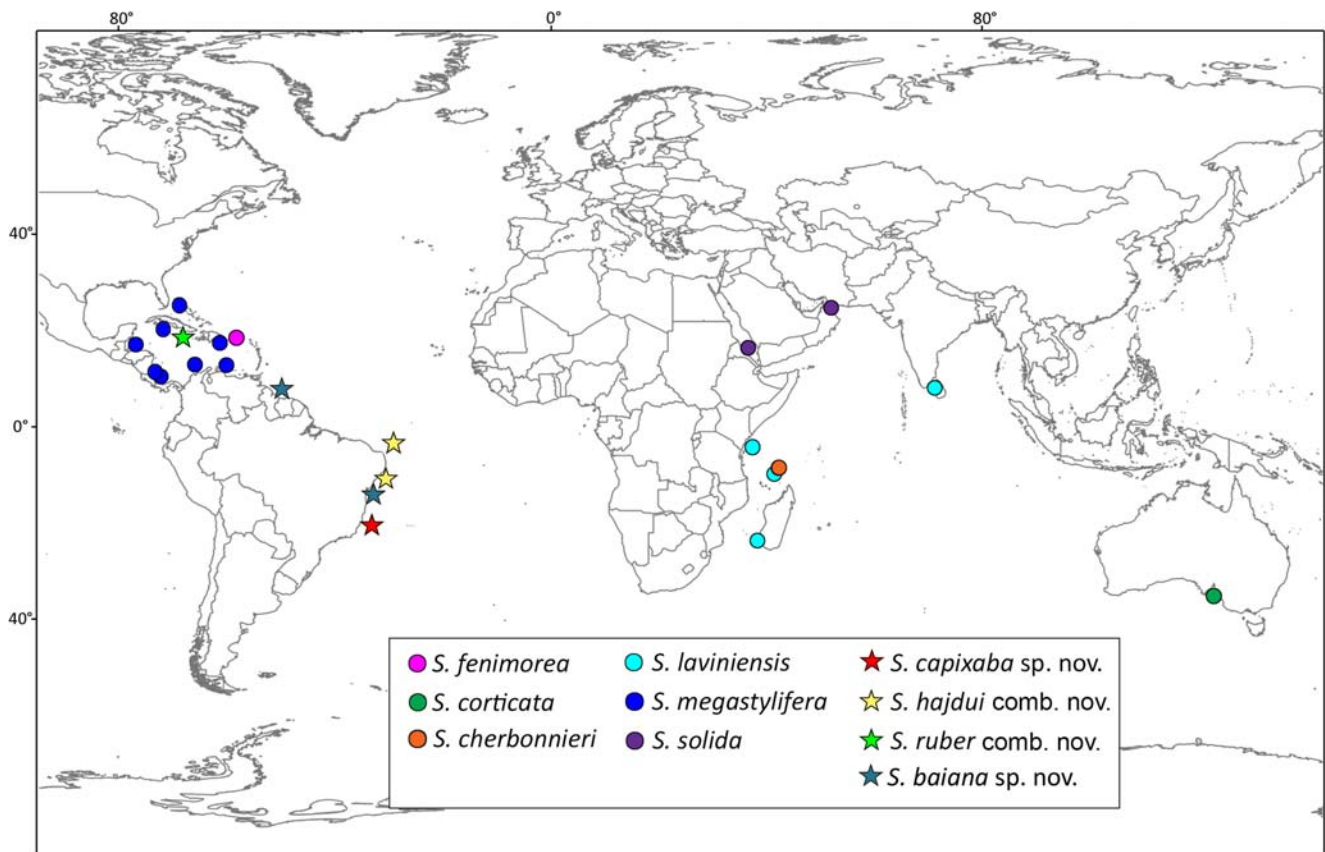 80° 0° 80°
40°
0°
40°
S. fenimorea S. laviniensis S. capixaba sp. nov.
S. corticata S. megastylifera S. hajdui comb. nov.
S. cherbonnieri S. solida S. ruber comb. nov.
S. baiana sp. nov.